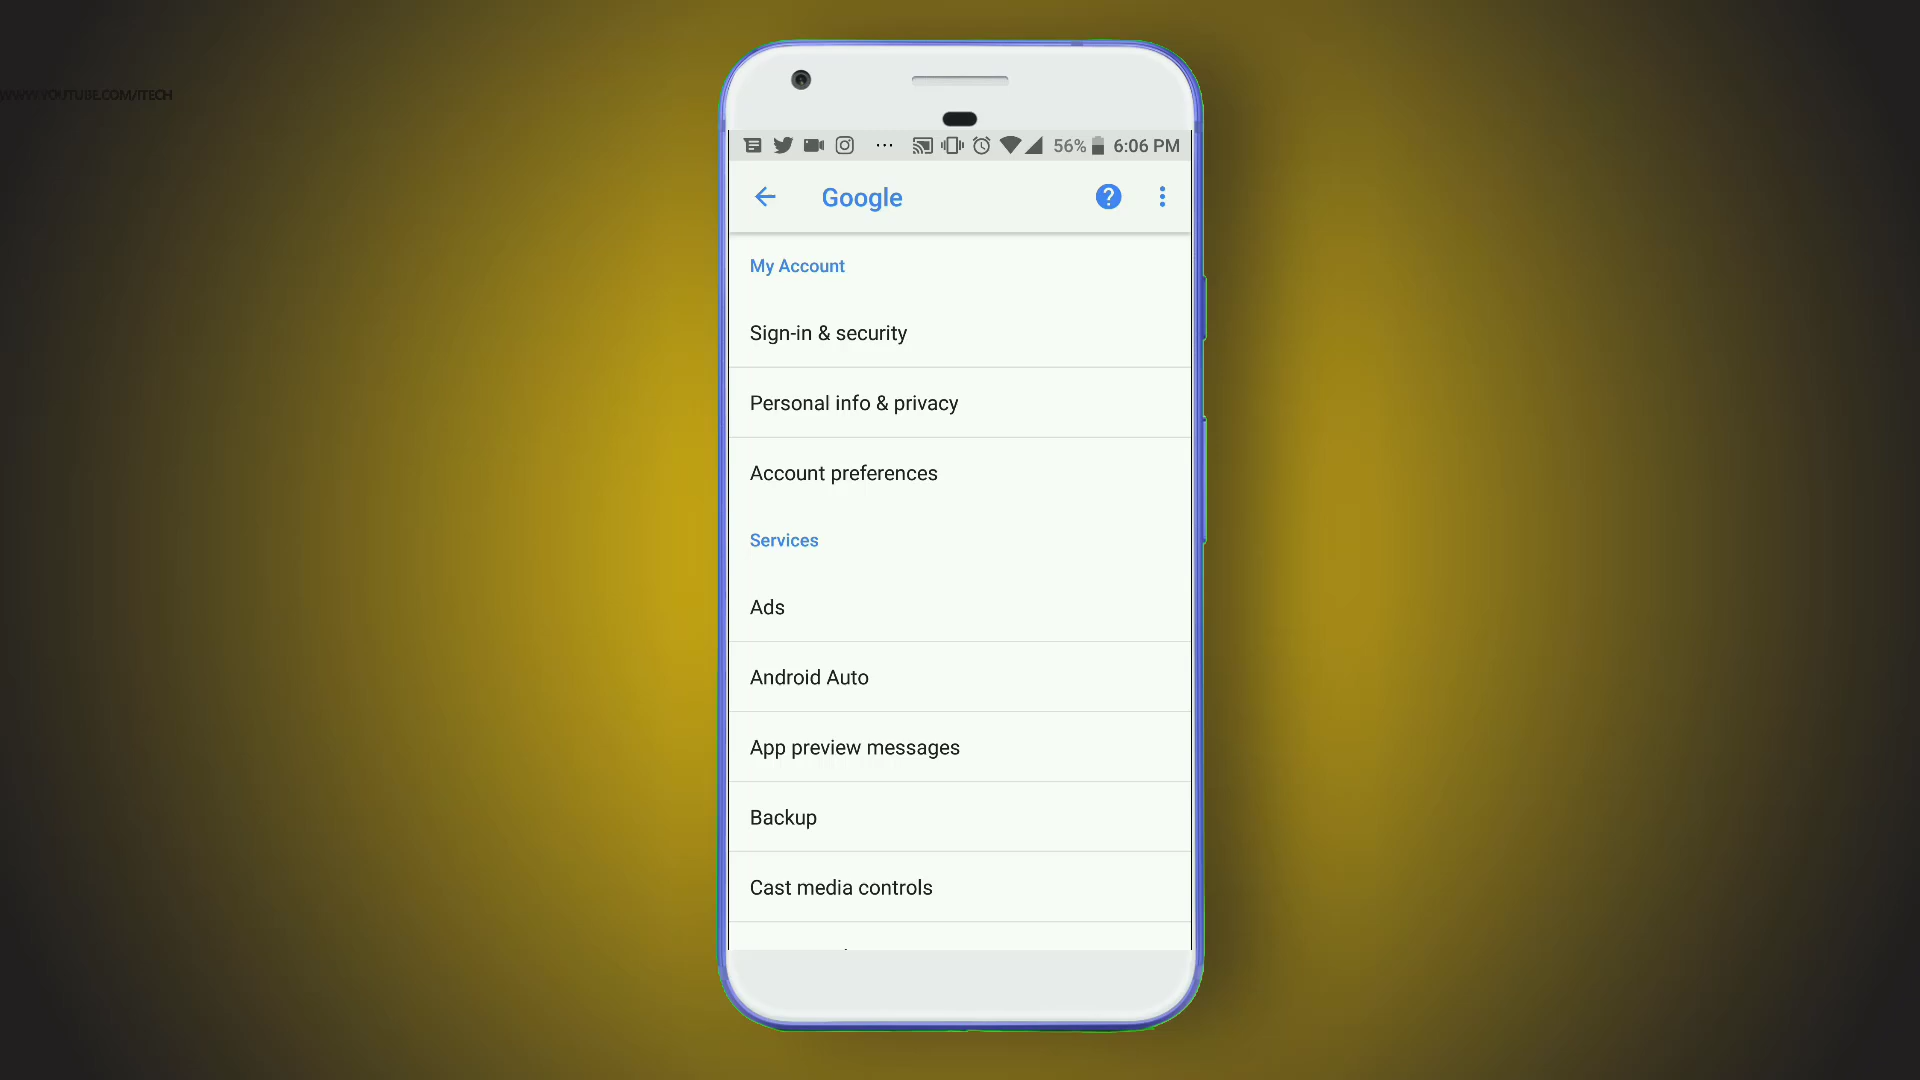 WWW.YOUTUBE.COM/ITECH
56% 6:06 PM
Google
My Account
Sign-in & security
Personal info & privacy
Account preferences
Services
Ads
Android Auto
App preview messages
Backup
Cast media controls